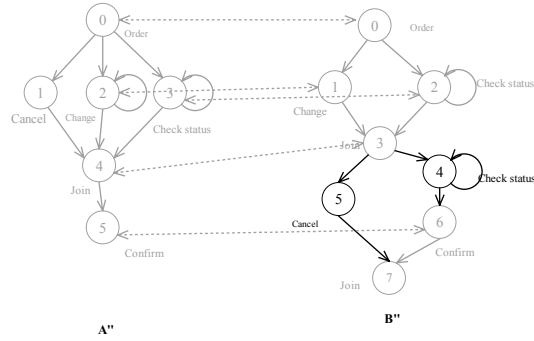 0
Order
0
Order
1
2
3
1
2
Check status
Cancel
Change
Check status
Change
Join
3
4
4
Check status
Join
5
5
6
Cancel
Confirm
Confirm
7
Join
A"
B"